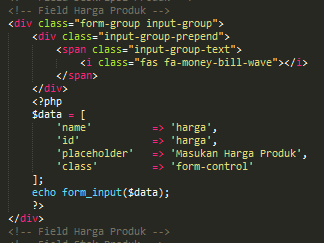 <!-- Field Harga Produk -->
<div class="form-group input-group">
<div class="input-group-prepend">
<span class="input-group-text">
<i class="fas fa-money-bill-wave"></i>
</span>
</div>
<?php
$data = [
'name' => 'harga',
'id' => 'harga',
'placeholder' => 'Masukan Harga Produk',
'class' => 'form-control'
];
echo form_input($data);
?>
</div>
<!-- Field Harga Produk -->